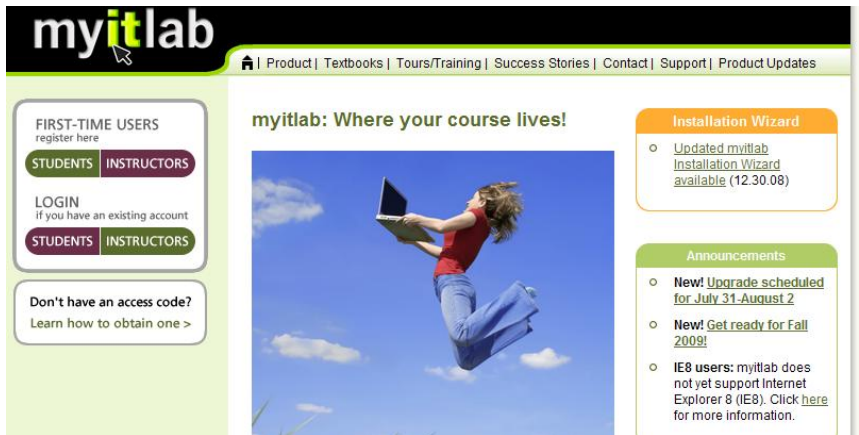 myitlab
Product | Textbooks | Tours/Training | Success Stories | Contact | Support | Product Updates
FIRST-TIME USERS
register here
STUDENTS INSTRUCTORS
LOGIN
if you have an existing account
STUDENTS INSTRUCTORS
Don't have an access code?
Learn how to obtain one >
myitlab: Where your course lives!
Installation Wizard
Updated myitlab
Installation Wizard
available (12.30.08)
Announcements
New! Upgrade scheduled
for July 31-August 2
New! Get ready for Fall
2009!
IE8 users: myitlab does
not yet support Internet
Explorer 8 (IE8). Click here
for more information.